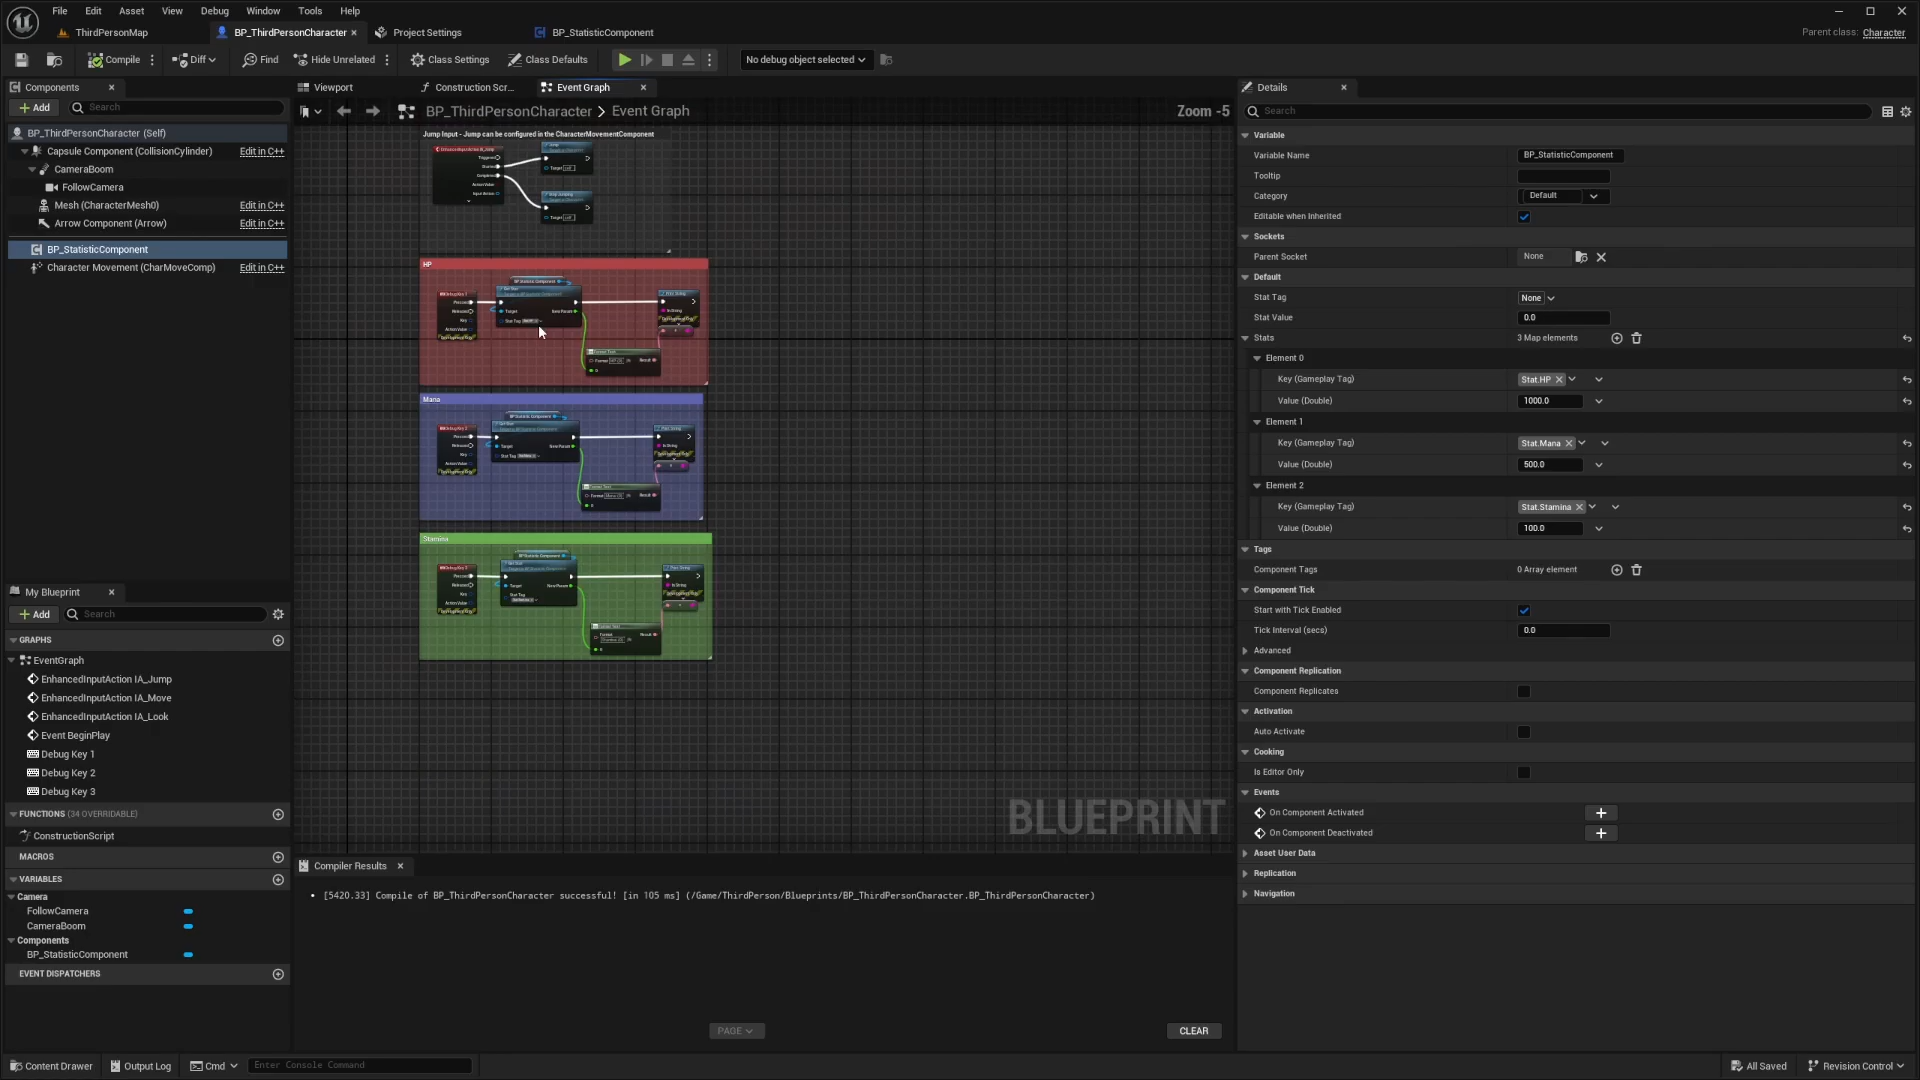 File Edit Asset View Debug Window Tools Help
ThirdPersonMap BP_ThirdPersonCharacter Project Settings BP_StatisticComponent Parent class: Character
Compile Diff Find Hide Unrelated Class Settings Class Defaults No debug object selected
Components Viewport Construction Scr... Event Graph Details
Add Search BP_ThirdPersonCharacter > Event Graph Zoom -5 Search
BP_ThirdPersonCharacter (Self)
Capsule Component (CollisionCylinder) Edit in C++
CameraBoom
FollowCamera
Mesh (CharacterMesh0) Edit in C++
Arrow Component (Arrow) Edit in C++
BP_StatisticComponent
Character Movement (CharMoveComp) Edit in C++
My Blueprint
Add Search
GRAPHS
EventGraph
EnhancedInputAction IA_Jump
EnhancedInputAction IA_Move
EnhancedInputAction IA_Look
Event BeginPlay
Debug Key 1
Debug Key 2
Debug Key 3
FUNCTIONS (34 OVERRIDABLE)
ConstructionScript
MACROS
VARIABLES
Camera
FollowCamera
CameraBoom
Components
BP_StatisticComponent
EVENT DISPATCHERS
Jump Input - Jump can be configured in the CharacterMovementComponent
HP
Mana
Stamina
BLUEPRINT
Compiler Results
[5420.33] Compile of BP_ThirdPersonCharacter successful! [in 105 ms] (/Game/ThirdPerson/Blueprints/BP_ThirdPersonCharacter.BP_ThirdPersonCharacter)
PAGE CLEAR
Variable
Variable Name BP_StatisticComponent
Tooltip
Category Default
Editable when Inherited
Sockets
Parent Socket None
Default
Stat Tag None
Stat Value 0.0
Stats 3 Map elements
Element 0
Key (Gameplay Tag) Stat.HP
Value (Double) 1000.0
Element 1
Key (Gameplay Tag) Stat.Mana
Value (Double) 500.0
Element 2
Key (Gameplay Tag) Stat.Stamina
Value (Double) 100.0
Tags
Component Tags 0 Array element
Component Tick
Start with Tick Enabled
Tick Interval (secs) 0.0
Advanced
Component Replication
Component Replicates
Activation
Auto Activate
Cooking
Is Editor Only
Events
On Component Activated
On Component Deactivated
Asset User Data
Replication
Navigation
Content Drawer Output Log Cmd Enter Console Command All Saved Revision Control